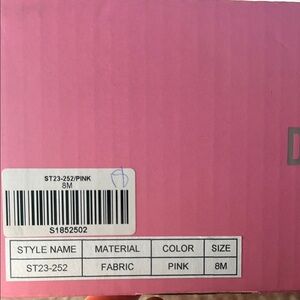 ST23-252/PINK
8M
S1852502
STYLE NAME MATERIAL COLOR SIZE
ST23-252 FABRIC PINK 8M